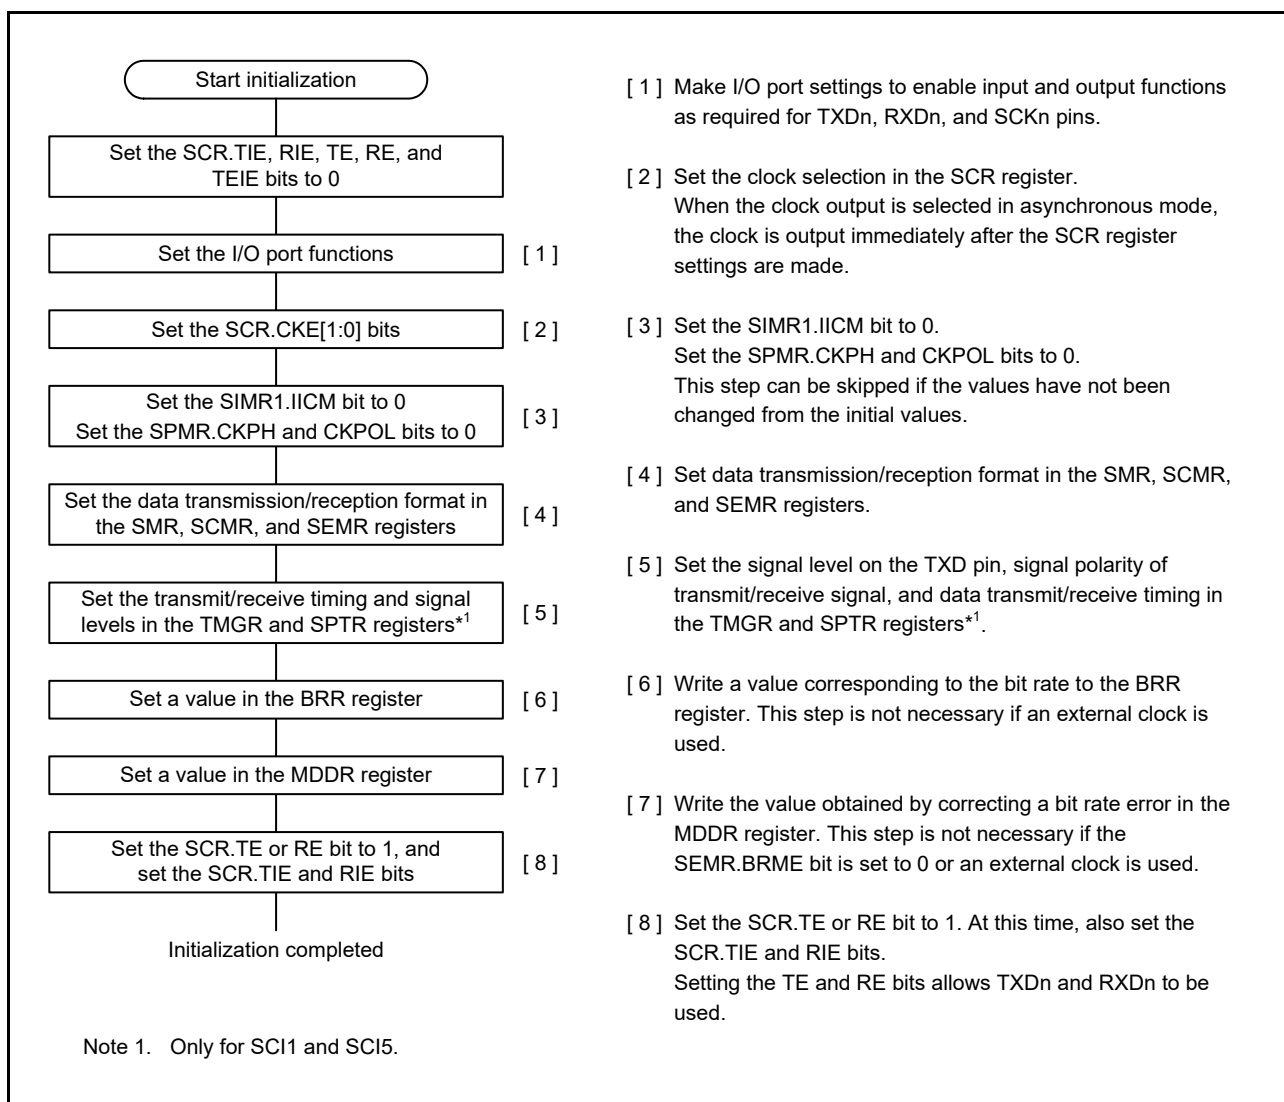 Start initialization
Set the SCR.TIE, RIE, TE, RE, and
TEIE bits to 0
Set the I/O port functions
[ 1 ]
Set the SCR.CKE[1:0] bits
[ 2 ]
Set the SIMR1.IICM bit to 0
Set the SPMR.CKPH and CKPOL bits to 0
[ 3 ]
Set the data transmission/reception format in
the SMR, SCMR, and SEMR registers
[ 4 ]
Set the transmit/receive timing and signal
levels in the TMGR and SPTR registers*1
[ 5 ]
Set a value in the BRR register
[ 6 ]
Set a value in the MDDR register
[ 7 ]
Set the SCR.TE or RE bit to 1, and
set the SCR.TIE and RIE bits
[ 8 ]
Initialization completed
Note 1. Only for SCI1 and SCI5.
[ 1 ] Make I/O port settings to enable input and output functions
as required for TXDn, RXDn, and SCKn pins.
[ 2 ] Set the clock selection in the SCR register.
When the clock output is selected in asynchronous mode,
the clock is output immediately after the SCR register
settings are made.
[ 3 ] Set the SIMR1.IICM bit to 0.
Set the SPMR.CKPH and CKPOL bits to 0.
This step can be skipped if the values have not been
changed from the initial values.
[ 4 ] Set data transmission/reception format in the SMR, SCMR,
and SEMR registers.
[ 5 ] Set the signal level on the TXD pin, signal polarity of
transmit/receive signal, and data transmit/receive timing in
the TMGR and SPTR registers*1.
[ 6 ] Write a value corresponding to the bit rate to the BRR
register. This step is not necessary if an external clock is
used.
[ 7 ] Write the value obtained by correcting a bit rate error in the
MDDR register. This step is not necessary if the
SEMR.BRME bit is set to 0 or an external clock is used.
[ 8 ] Set the SCR.TE or RE bit to 1. At this time, also set the
SCR.TIE and RIE bits.
Setting the TE and RE bits allows TXDn and RXDn to be
used.